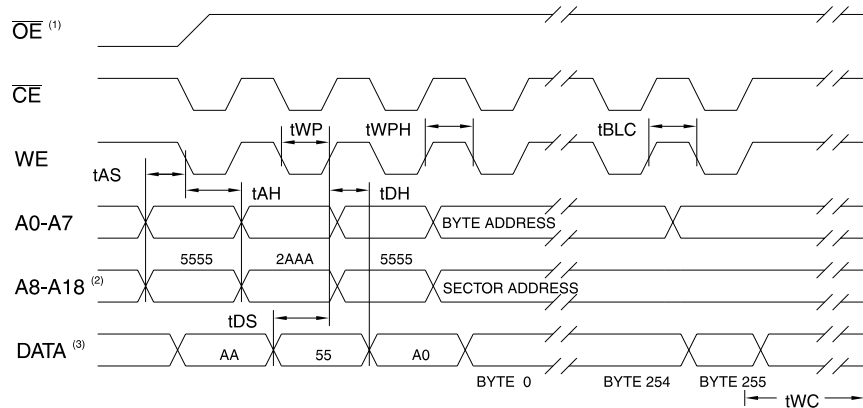 OE (1)
CE
tWP tWPH tBLC
WE
tAS
tAH tDH
A0-A7 BYTE ADDRESS
5555 2AAA 5555
A8-A18 (2) SECTOR ADDRESS
tDS
DATA (3) AA 55 A0
BYTE 0 BYTE 254 BYTE 255
tWC